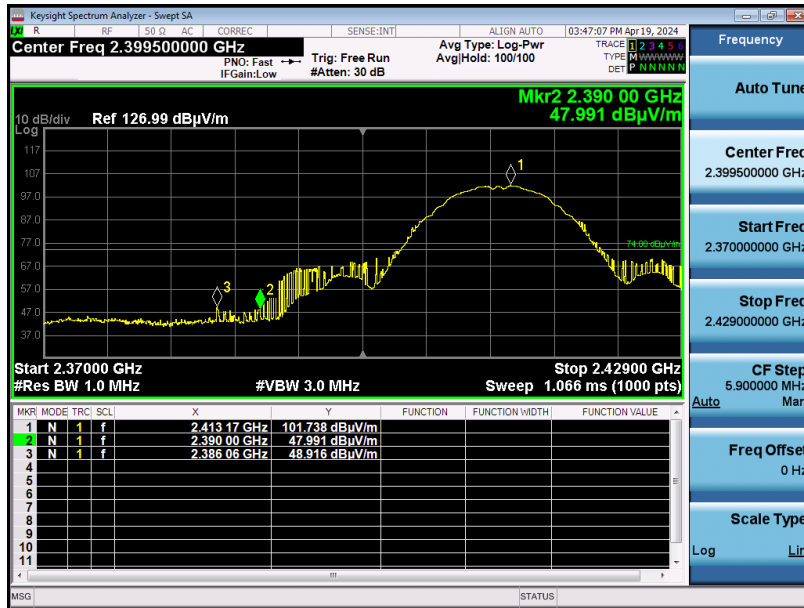 Keysight Spectrum Analyzer - Swept SA
LXI R RF 50 Ω AC CORREC SENSE:INT ALIGN AUTO 03:47:07 PM Apr 19, 2024
Center Freq 2.399500000 GHz
PNO: Fast
IFGain:Low
Trig: Free Run
#Atten: 30 dB
Avg Type: Log-Pwr
Avg|Hold: 100/100
TRACE 1 2 3 4 5 6
TYPE M W W W W W
DET P N N N N N
Mkr2 2.390 00 GHz
47.991 dBµV/m
10 dB/div Ref 126.99 dBµV/m
Log
117
107
97.0
87.0
77.0
67.0
57.0
47.0
37.0
1
2
3
74.00 dBµV/m
Start 2.37000 GHz Stop 2.42900 GHz
#Res BW 1.0 MHz #VBW 3.0 MHz Sweep 1.066 ms (1000 pts)
MKR MODE TRC SCL X Y FUNCTION FUNCTION WIDTH FUNCTION VALUE
1 N 1 f 2.413 17 GHz 101.738 dBµV/m
2 N 1 f 2.390 00 GHz 47.991 dBµV/m
3 N 1 f 2.386 06 GHz 48.916 dBµV/m
4
5
6
7
8
9
10
11
MSG STATUS
Frequency
Auto Tune
Center Freq
2.399500000 GHz
Start Freq
2.370000000 GHz
Stop Freq
2.429000000 GHz
CF Step
5.900000 MHz
Auto Man
Freq Offset
0 Hz
Scale Type
Log Lin